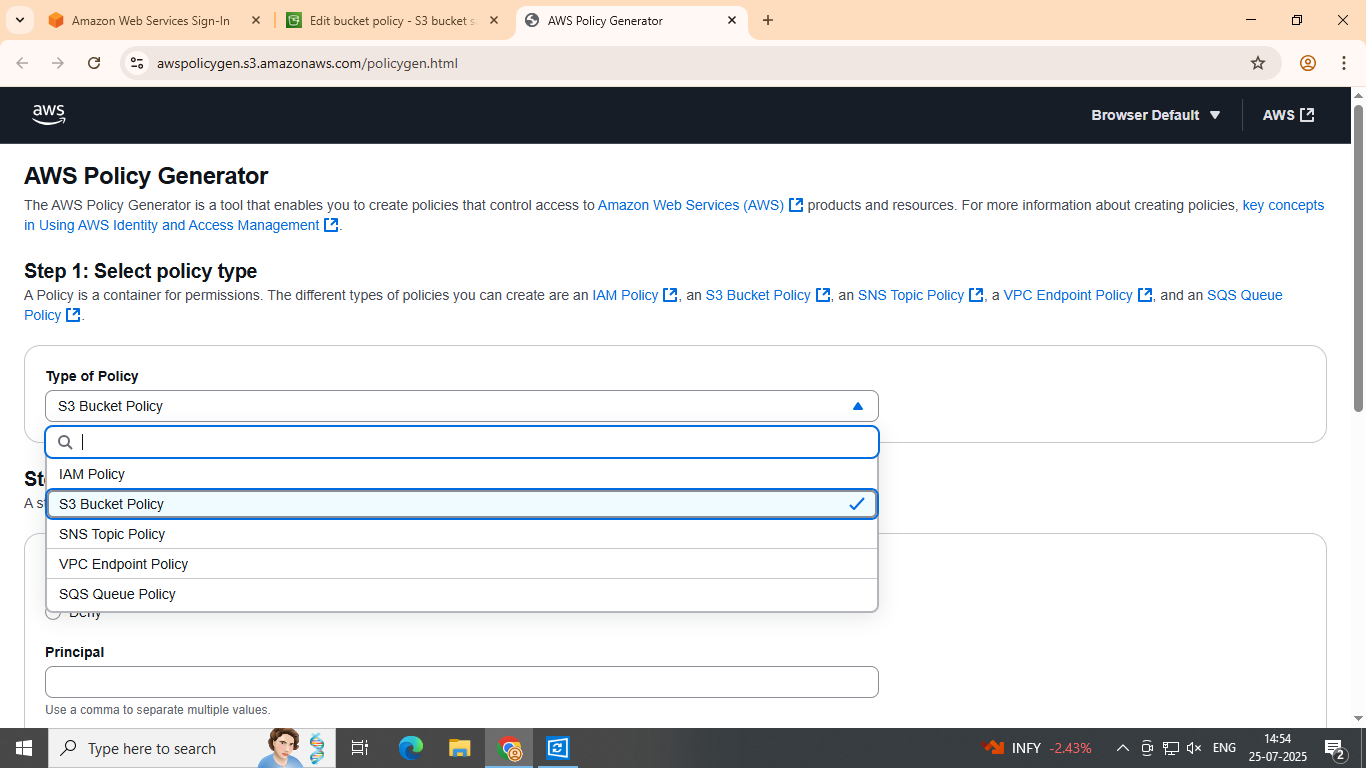 Amazon Web Services Sign-In
Edit bucket policy - S3 bucket s
AWS Policy Generator
awspolicygen.s3.amazonaws.com/policygen.html
aws
Browser Default
AWS
AWS Policy Generator
The AWS Policy Generator is a tool that enables you to create policies that control access to Amazon Web Services (AWS) products and resources. For more information about creating policies, key concepts
in Using AWS Identity and Access Management .
Step 1: Select policy type
A Policy is a container for permissions. The different types of policies you can create are an IAM Policy , an S3 Bucket Policy , an SNS Topic Policy , a VPC Endpoint Policy , and an SQS Queue
Policy .
Type of Policy
S3 Bucket Policy
IAM Policy
St
S3 Bucket Policy
A st
SNS Topic Policy
VPC Endpoint Policy
SQS Queue Policy
Deny
Principal
Use a comma to separate multiple values.
Type here to search
INFY -2.43%
ENG
14:54
25-07-2025
2